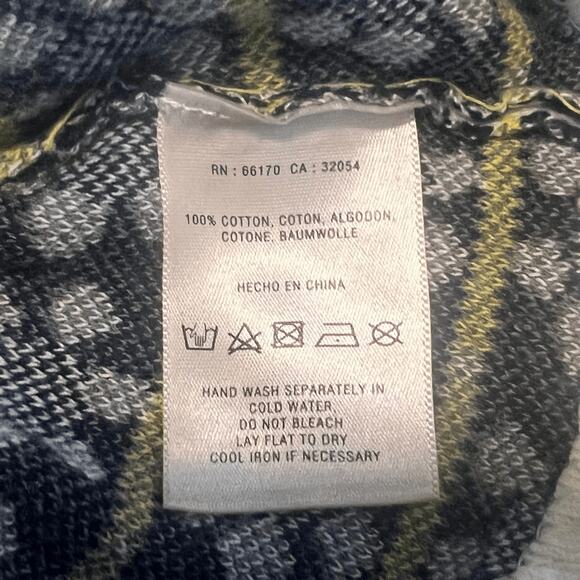 RN : 66170 CA : 32054
100% COTTON, COTON, ALGODON,
COTONE, BAUMWOLLE
HECHO EN CHINA
HAND WASH SEPARATELY IN
COLD WATER,
DO NOT BLEACH
LAY FLAT TO DRY
COOL IRON IF NECESSARY